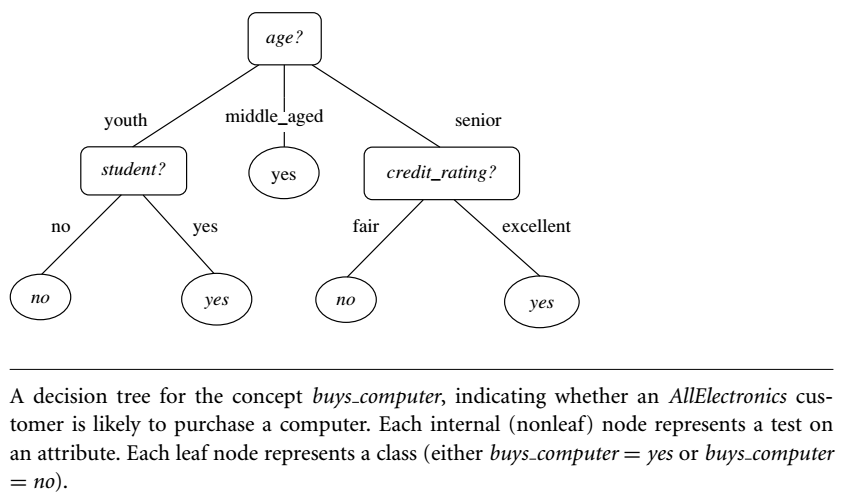 age?
youth
middle_aged
senior
student?
yes
credit_rating?
no
yes
fair
excellent
no
yes
no
yes
A decision tree for the concept buys_computer, indicating whether an AllElectronics cus-
tomer is likely to purchase a computer. Each internal (nonleaf) node represents a test on
an attribute. Each leaf node represents a class (either buys_computer = yes or buys_computer
= no).